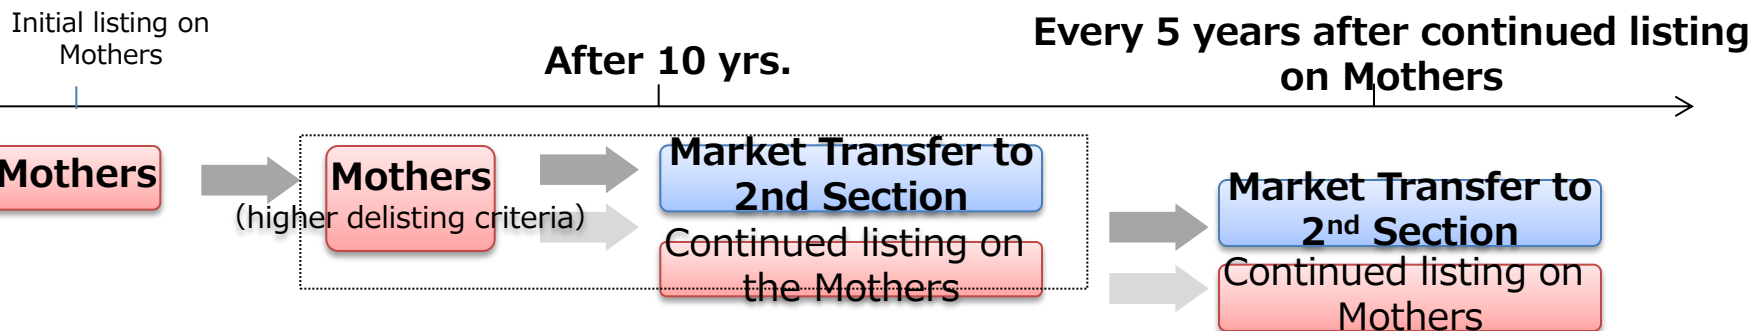 Initial listing on
Mothers
After 10 yrs.
Every 5 years after continued listing
on Mothers
Mothers
Mothers
(higher delisting criteria)
Market Transfer to
2nd Section
Continued listing on
the Mothers
Market Transfer to
2nd Section
Continued listing on
Mothers